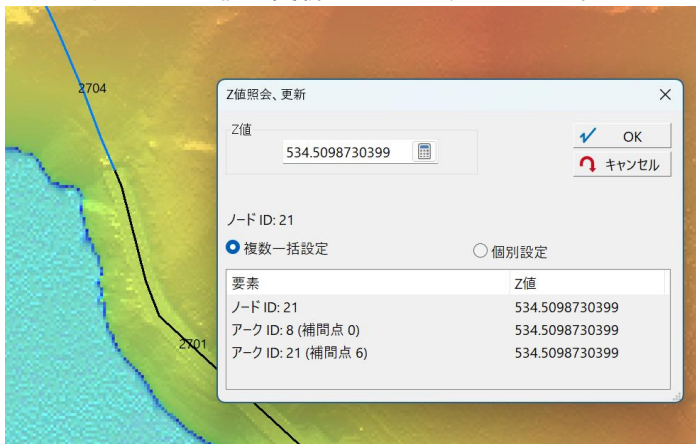 2704
2701
Z値照会、更新
Z値
534.5098730399
OK
キャンセル
ノード ID: 21
複数一括設定
個別設定
要素 Z値
ノード ID: 21 534.5098730399
アーク ID: 8 (補間点 0) 534.5098730399
アーク ID: 21 (補間点 6) 534.5098730399